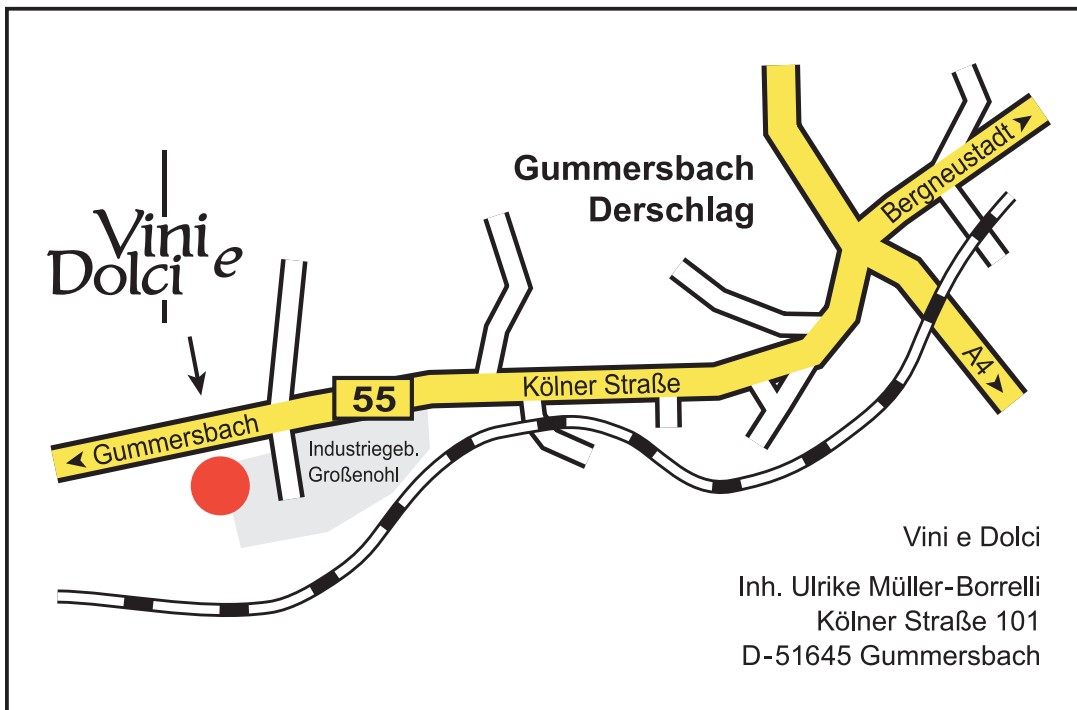 Gummersbach
Derschlag
Bergneustadt
Vini e
Dolci
A4
Kölner Straße
55
Gummersbach
Industriegeb.
Großenohl
Vini e Dolci
Inh. Ulrike Müller-Borrelli
Kölner Straße 101
D-51645 Gummersbach